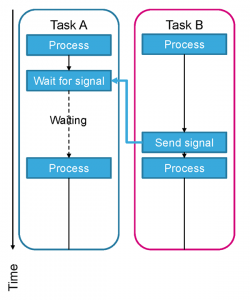 Task A
Task B
Process
Process
Wait for signal
Waiting
Send signal
Process
Process
Time